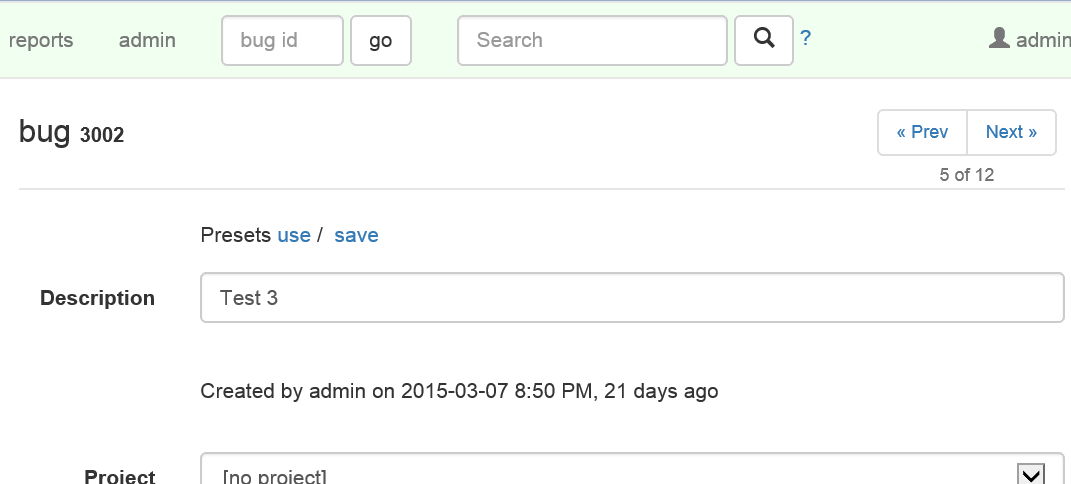 reports admin bug id go Search ? admin
bug 3002
« Prev Next »
5 of 12
Presets use / save
Description Test 3
Created by admin on 2015-03-07 8:50 PM, 21 days ago
Project [no project]